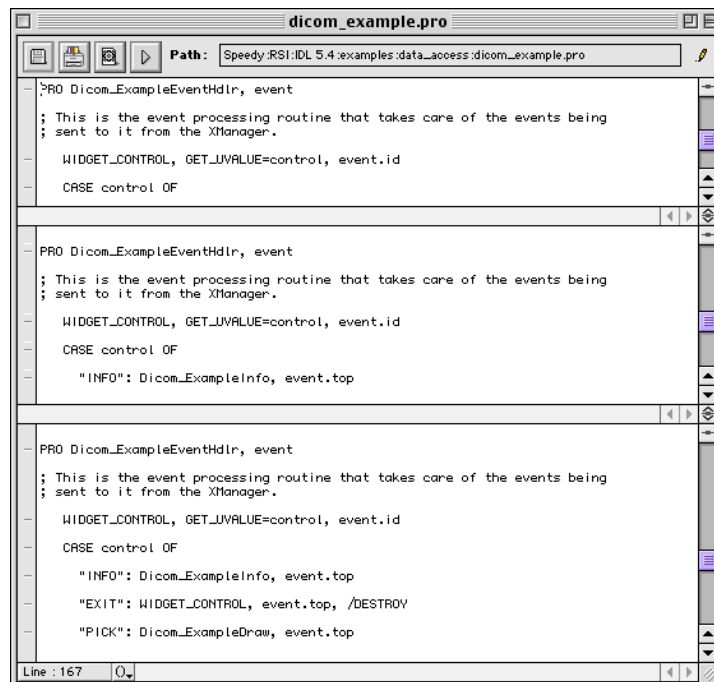 dicom_example.pro
Path: Speedy:RSI:IDL 5.4:examples:data_access:dicom_example.pro
PRO Dicom_ExampleEventHdlr, event
; This is the event processing routine that takes care of the events being
; sent to it from the XManager.
WIDGET_CONTROL, GET_UVALUE=control, event.id
CASE control OF
PRO Dicom_ExampleEventHdlr, event
; This is the event processing routine that takes care of the events being
; sent to it from the XManager.
WIDGET_CONTROL, GET_UVALUE=control, event.id
CASE control OF
"INFO": Dicom_ExampleInfo, event.top
PRO Dicom_ExampleEventHdlr, event
; This is the event processing routine that takes care of the events being
; sent to it from the XManager.
WIDGET_CONTROL, GET_UVALUE=control, event.id
CASE control OF
"INFO": Dicom_ExampleInfo, event.top
"EXIT": WIDGET_CONTROL, event.top, /DESTROY
"PICK": Dicom_ExampleDraw, event.top
Line : 167 ()